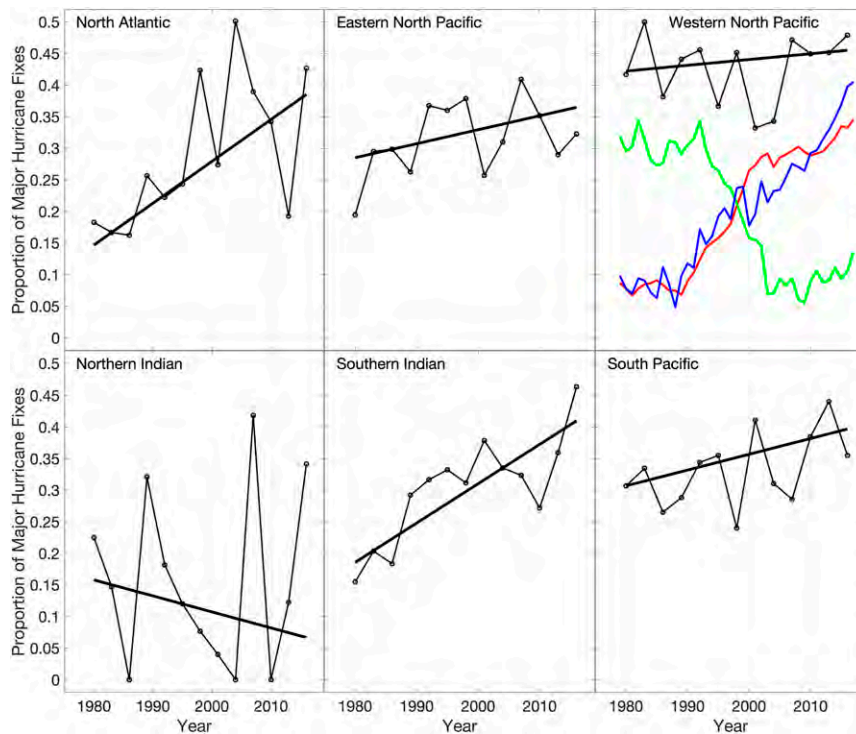 North Atlantic
Eastern North Pacific
Western North Pacific
Proportion of Major Hurricane Fixes
0.5
0.45
0.4
0.35
0.3
0.25
0.2
0.15
0.1
0.05
0
Northern Indian
Southern Indian
South Pacific
Proportion of Major Hurricane Fixes
0.5
0.45
0.4
0.35
0.3
0.25
0.2
0.15
0.1
0.05
0
1980 1990 2000 2010 1980 1990 2000 2010 1980 1990 2000 2010
Year Year Year